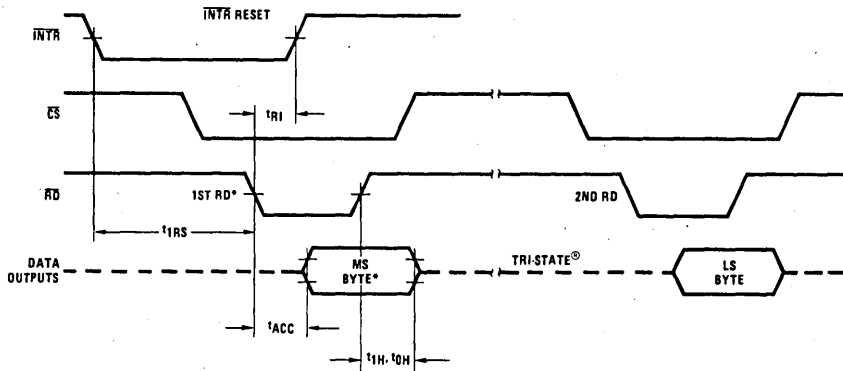 INTR RESET
INTR
CS
tRI
RD
1ST RD*
2ND RD
t1RS
DATA
OUTPUTS
MS
BYTE*
TRI-STATE®
LS
BYTE
tACC
t1H, t0H